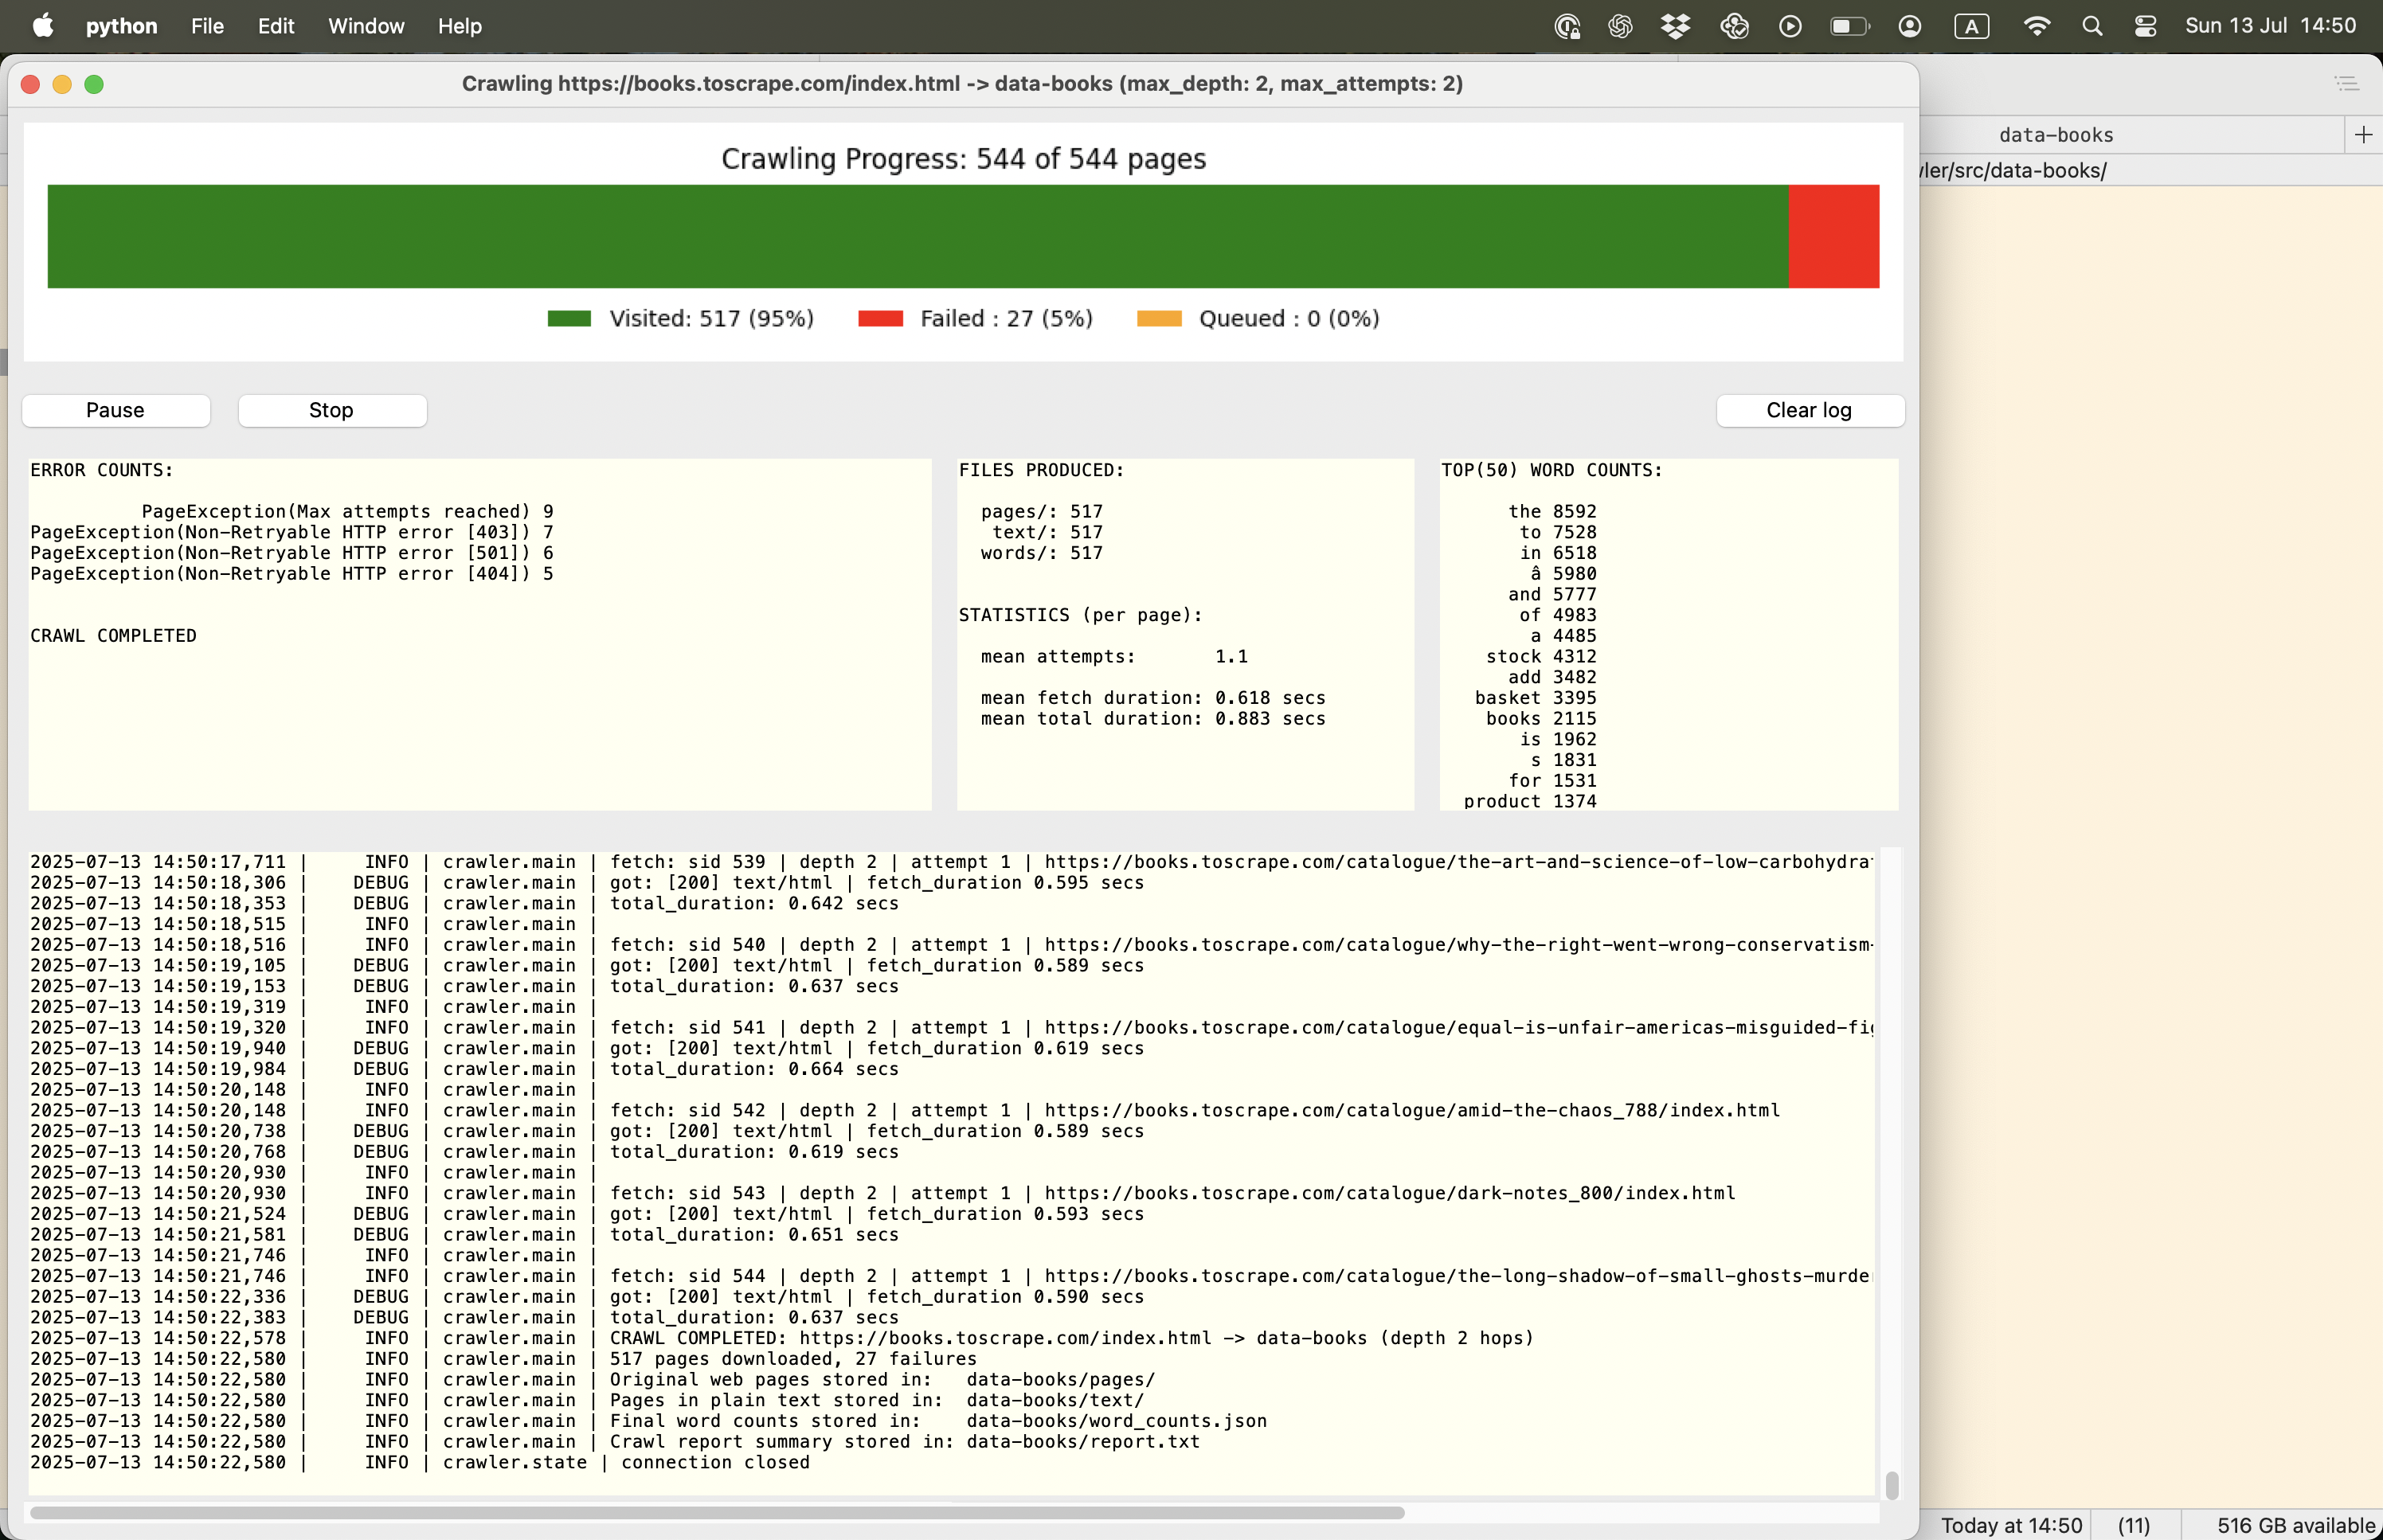 python File Edit Window Help A Sun 13 Jul 14:50
Crawling https://books.toscrape.com/index.html -> data-books (max_depth: 2, max_attempts: 2)
data-books
Crawling Progress: 544 of 544 pages
ler/src/data-books/
Visited: 517 (95%) Failed : 27 (5%) Queued : 0 (0%)
Pause Stop Clear log
ERROR COUNTS:
PageException(Max attempts reached) 9
PageException(Non-Retryable HTTP error [403]) 7
PageException(Non-Retryable HTTP error [501]) 6
PageException(Non-Retryable HTTP error [404]) 5
CRAWL COMPLETED
FILES PRODUCED:
pages/: 517
text/: 517
words/: 517
STATISTICS (per page):
mean attempts: 1.1
mean fetch duration: 0.618 secs
mean total duration: 0.883 secs
TOP(50) WORD COUNTS:
the 8592
to 7528
in 6518
â 5980
and 5777
of 4983
a 4485
stock 4312
add 3482
basket 3395
books 2115
is 1962
s 1831
for 1531
product 1374
2025-07-13 14:50:17,711 | INFO | crawler.main | fetch: sid 539 | depth 2 | attempt 1 | https://books.toscrape.com/catalogue/the-art-and-science-of-low-carbohydra
2025-07-13 14:50:18,306 | DEBUG | crawler.main | got: [200] text/html | fetch_duration 0.595 secs
2025-07-13 14:50:18,353 | DEBUG | crawler.main | total_duration: 0.642 secs
2025-07-13 14:50:18,515 | INFO | crawler.main |
2025-07-13 14:50:18,516 | INFO | crawler.main | fetch: sid 540 | depth 2 | attempt 1 | https://books.toscrape.com/catalogue/why-the-right-went-wrong-conservatism-
2025-07-13 14:50:19,105 | DEBUG | crawler.main | got: [200] text/html | fetch_duration 0.589 secs
2025-07-13 14:50:19,153 | DEBUG | crawler.main | total_duration: 0.637 secs
2025-07-13 14:50:19,319 | INFO | crawler.main |
2025-07-13 14:50:19,320 | INFO | crawler.main | fetch: sid 541 | depth 2 | attempt 1 | https://books.toscrape.com/catalogue/equal-is-unfair-americas-misguided-fig
2025-07-13 14:50:19,940 | DEBUG | crawler.main | got: [200] text/html | fetch_duration 0.619 secs
2025-07-13 14:50:19,984 | DEBUG | crawler.main | total_duration: 0.664 secs
2025-07-13 14:50:20,148 | INFO | crawler.main |
2025-07-13 14:50:20,148 | INFO | crawler.main | fetch: sid 542 | depth 2 | attempt 1 | https://books.toscrape.com/catalogue/amid-the-chaos_788/index.html
2025-07-13 14:50:20,738 | DEBUG | crawler.main | got: [200] text/html | fetch_duration 0.589 secs
2025-07-13 14:50:20,768 | DEBUG | crawler.main | total_duration: 0.619 secs
2025-07-13 14:50:20,930 | INFO | crawler.main |
2025-07-13 14:50:20,930 | INFO | crawler.main | fetch: sid 543 | depth 2 | attempt 1 | https://books.toscrape.com/catalogue/dark-notes_800/index.html
2025-07-13 14:50:21,524 | DEBUG | crawler.main | got: [200] text/html | fetch_duration 0.593 secs
2025-07-13 14:50:21,581 | DEBUG | crawler.main | total_duration: 0.651 secs
2025-07-13 14:50:21,746 | INFO | crawler.main |
2025-07-13 14:50:21,746 | INFO | crawler.main | fetch: sid 544 | depth 2 | attempt 1 | https://books.toscrape.com/catalogue/the-long-shadow-of-small-ghosts-murder
2025-07-13 14:50:22,336 | DEBUG | crawler.main | got: [200] text/html | fetch_duration 0.590 secs
2025-07-13 14:50:22,383 | DEBUG | crawler.main | total_duration: 0.637 secs
2025-07-13 14:50:22,578 | INFO | crawler.main | CRAWL COMPLETED: https://books.toscrape.com/index.html -> data-books (depth 2 hops)
2025-07-13 14:50:22,580 | INFO | crawler.main | 517 pages downloaded, 27 failures
2025-07-13 14:50:22,580 | INFO | crawler.main | Original web pages stored in: data-books/pages/
2025-07-13 14:50:22,580 | INFO | crawler.main | Pages in plain text stored in: data-books/text/
2025-07-13 14:50:22,580 | INFO | crawler.main | Final word counts stored in: data-books/word_counts.json
2025-07-13 14:50:22,580 | INFO | crawler.main | Crawl report summary stored in: data-books/report.txt
2025-07-13 14:50:22,580 | INFO | crawler.state | connection closed
Today at 14:50 (11) 516 GB available